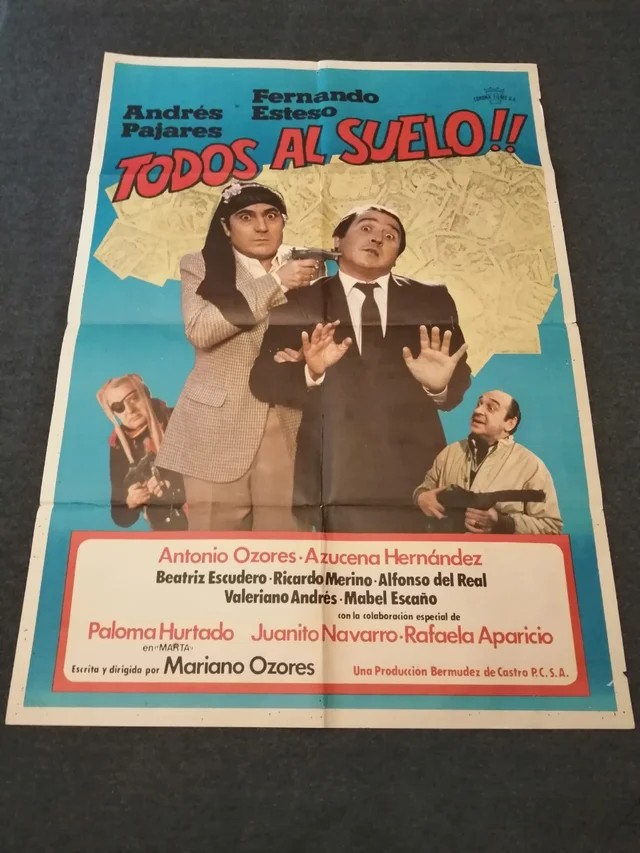 Andrés
Pajares
Fernando
Esteso
TODOS AL SUELO!!
Antonio Ozores · Azucena Hernández
Beatriz Escudero · Ricardo Merino · Alfonso del Real
Valeriano Andrés · Mabel Escaño
con la colaboración especial de
Paloma Hurtado Juanito Navarro · Rafaela Aparicio
en "MARTA"
Escrita y dirigida por Mariano Ozores
Una Producción Bermudez de Castro P.C.S.A.